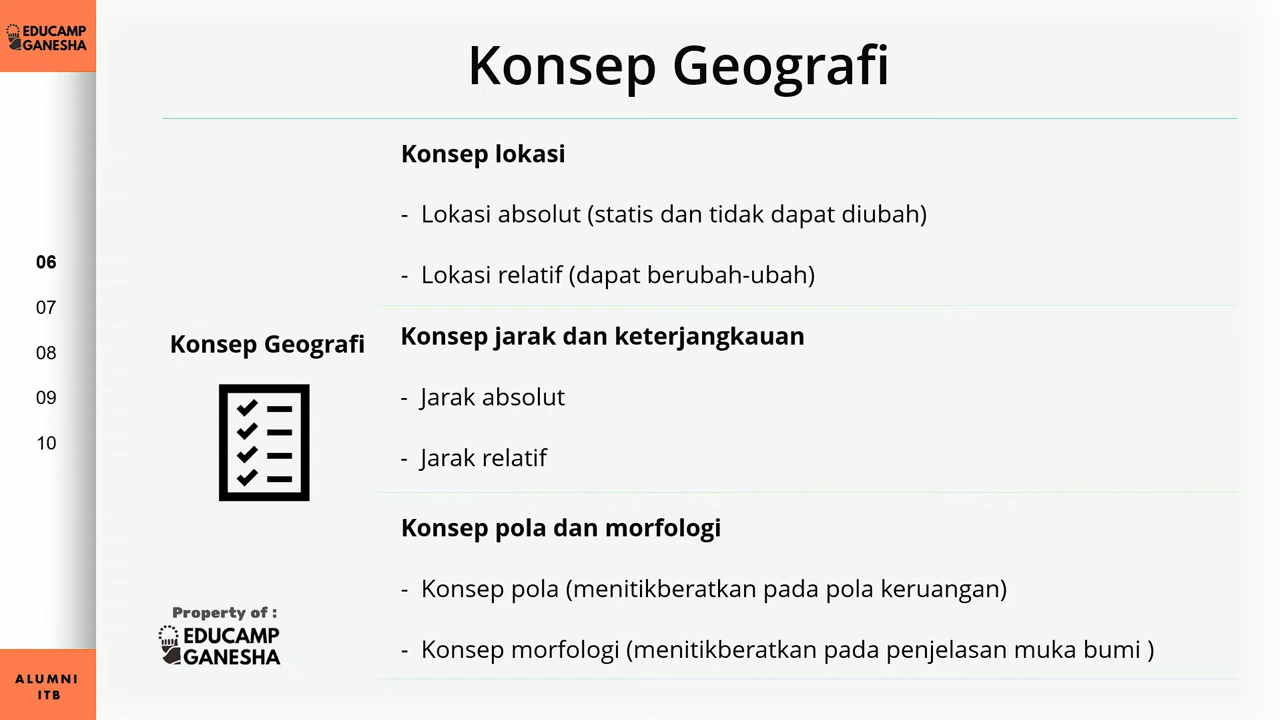 EDUCAMP
GANESHA
Konsep Geografi
06
07
08
09
10
Konsep Geografi
Konsep lokasi
- Lokasi absolut (statis dan tidak dapat diubah)
- Lokasi relatif (dapat berubah-ubah)
Konsep jarak dan keterjangkauan
- Jarak absolut
- Jarak relatif
Konsep pola dan morfologi
- Konsep pola (menitikberatkan pada pola keruangan)
- Konsep morfologi (menitikberatkan pada penjelasan muka bumi )
Property of :
EDUCAMP
GANESHA
ALUMNI
ITB